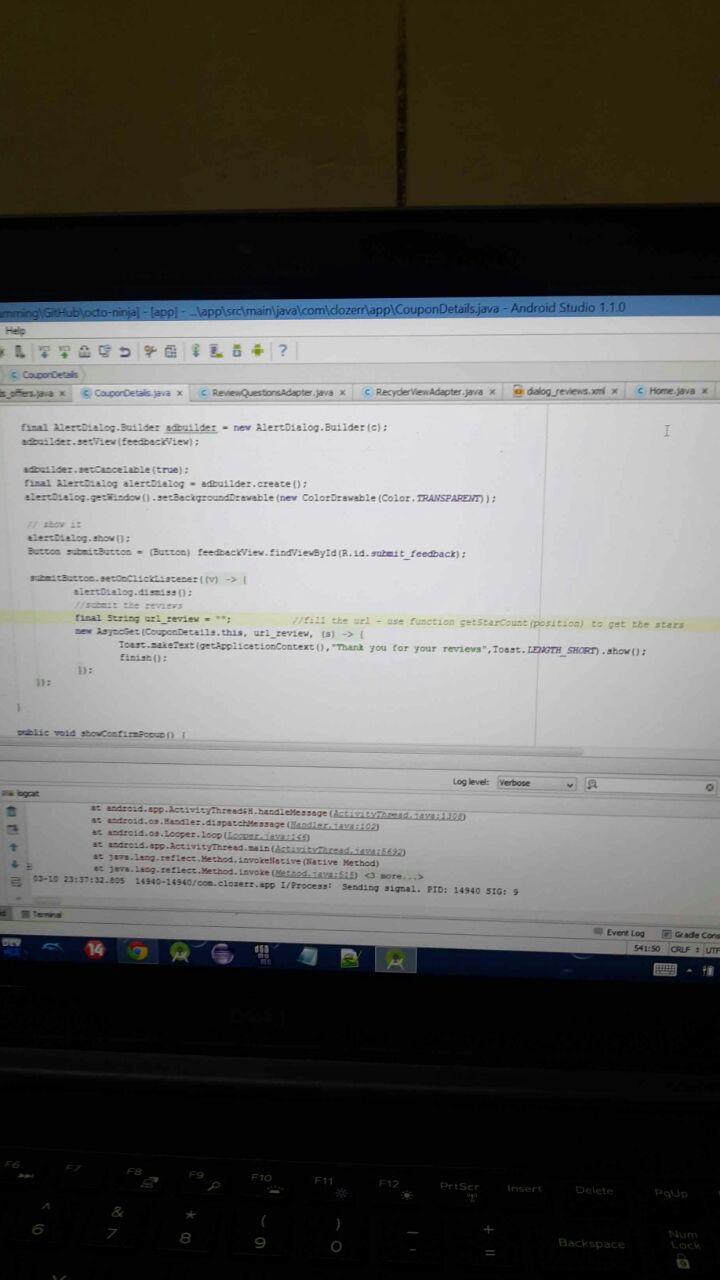 amming\GitHub\octo-ninja] - [app] - ...\app\src\main\java\com\clozerr\app\CouponDetails.java - Android Studio 1.1.0
Help
CouponDetails
s_offers.java × CouponDetails.java × ReviewQuestionsAdapter.java × RecyclerViewAdapter.java × dialog_reviews.xml × Home.java ×
final AlertDialog.Builder adbuilder = new AlertDialog.Builder(c);
adbuilder.setView(feedbackView);
adbuilder.setCancelable(true);
final AlertDialog alertDialog = adbuilder.create();
alertDialog.getWindow().setBackgroundDrawable(new ColorDrawable(Color.TRANSPARENT));
// show it
alertDialog.show();
Button submitButton = (Button) feedbackView.findViewById(R.id.submit_feedback);
submitButton.setOnClickListener((v) -> {
alertDialog.dismiss();
//submit the reviews
final String url_review = ""; //fill the url - use function getStarCount(position) to get the stars
new AsyncGet(CouponDetails.this, url_review, (s) -> {
Toast.makeText(getApplicationContext(),"Thank you for your reviews",Toast.LENGTH_SHORT).show();
finish();
});
});
}
public void showConfirmPopup() {
Log level: Verbose
logcat
at android.app.ActivityThread$H.handleMessage(ActivityThread.java:1308)
at android.os.Handler.dispatchMessage(Handler.java:102)
at android.os.Looper.loop(Looper.java:146)
at android.app.ActivityThread.main(ActivityThread.java:5692)
at java.lang.reflect.Method.invokeNative(Native Method)
at java.lang.reflect.Method.invoke(Method.java:515) <3 more...>
03-10 23:37:32.805 14940-14940/com.clozerr.app I/Process: Sending signal. PID: 14940 SIG: 9
Terminal
Event Log Gradle Cons
541:50 CRLF UTF
DEV 14
F6 F7 F8 F9 F10 F11 F12 PrtScr Insert Delete PgUp
^ & * ( ) — +
6 7 8 9 0 - = Backspace Num Lock